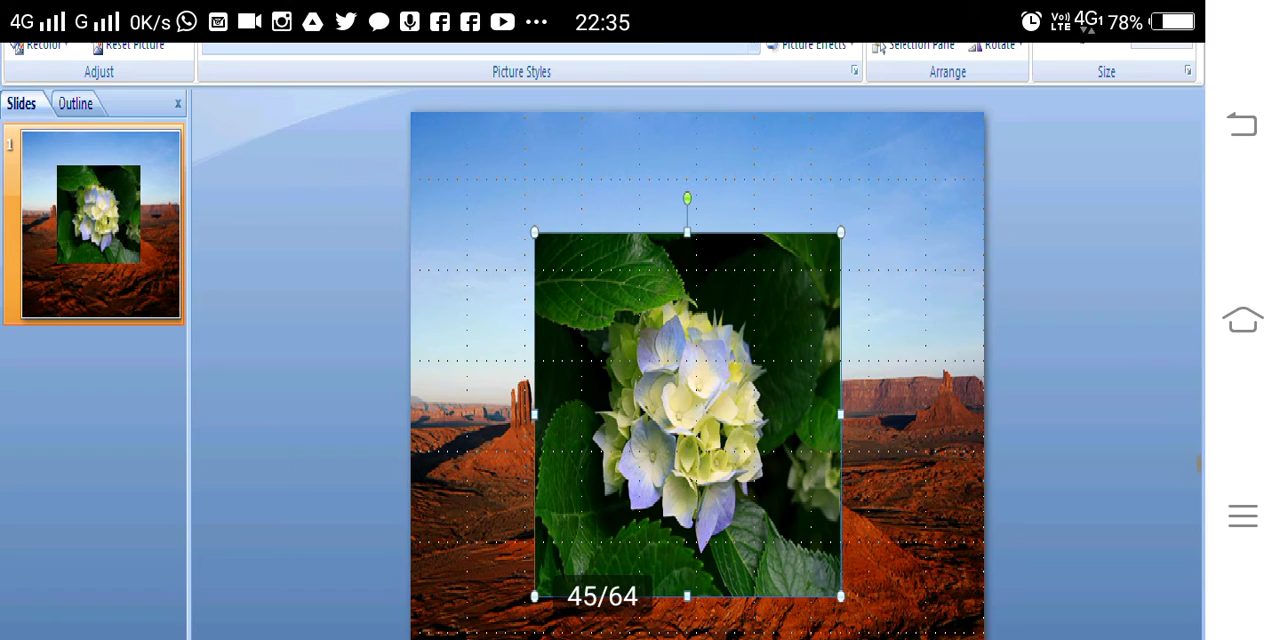 4G G 0K/s 22:35 Vo) LTE 4G1 78%
Recolor Reset Picture Picture Effects Selection Pane Rotate
Adjust Picture Styles Arrange Size
Slides Outline x
1
45/64